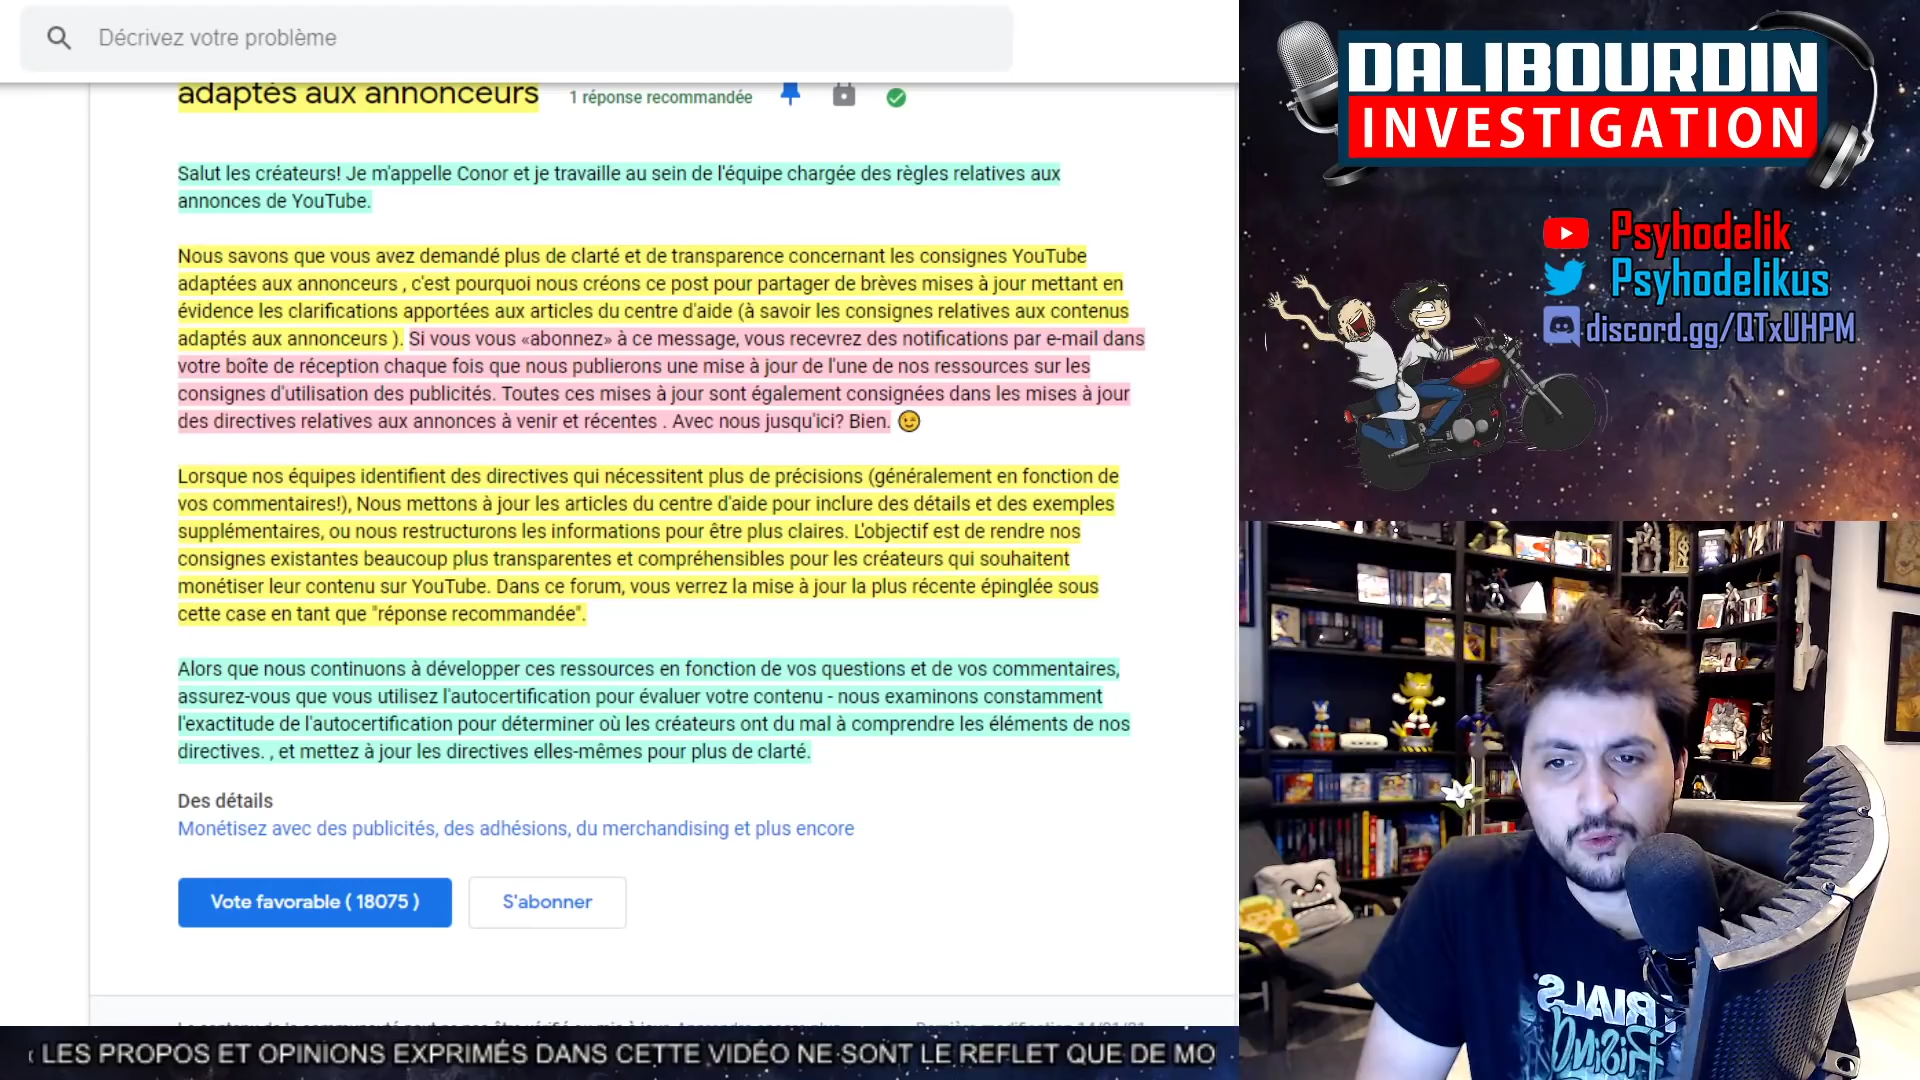 Décrivez votre problème
adaptés aux annonceurs 1 réponse recommandée
Salut les créateurs! Je m'appelle Conor et je travaille au sein de l'équipe chargée des règles relatives aux
annonces de YouTube.
Nous savons que vous avez demandé plus de clarté et de transparence concernant les consignes YouTube
adaptées aux annonceurs , c'est pourquoi nous créons ce post pour partager de brèves mises à jour mettant en
évidence les clarifications apportées aux articles du centre d'aide (à savoir les consignes relatives aux contenus
adaptés aux annonceurs ). Si vous vous «abonnez» à ce message, vous recevrez des notifications par e-mail dans
votre boîte de réception chaque fois que nous publierons une mise à jour de l'une de nos ressources sur les
consignes d'utilisation des publicités. Toutes ces mises à jour sont également consignées dans les mises à jour
des directives relatives aux annonces à venir et récentes . Avec nous jusqu'ici? Bien. 😉
Lorsque nos équipes identifient des directives qui nécessitent plus de précisions (généralement en fonction de
vos commentaires!), Nous mettons à jour les articles du centre d'aide pour inclure des détails et des exemples
supplémentaires, ou nous restructurons les informations pour être plus claires. L'objectif est de rendre nos
consignes existantes beaucoup plus transparentes et compréhensibles pour les créateurs qui souhaitent
monétiser leur contenu sur YouTube. Dans ce forum, vous verrez la mise à jour la plus récente épinglée sous
cette case en tant que "réponse recommandée".
Alors que nous continuons à développer ces ressources en fonction de vos questions et de vos commentaires,
assurez-vous que vous utilisez l'autocertification pour évaluer votre contenu - nous examinons constamment
l'exactitude de l'autocertification pour déterminer où les créateurs ont du mal à comprendre les éléments de nos
directives. , et mettez à jour les directives elles-mêmes pour plus de clarté.
Des détails
Monétisez avec des publicités, des adhésions, du merchandising et plus encore
Vote favorable ( 18075 )
S'abonner
LES PROPOS ET OPINIONS EXPRIMÉS DANS CETTE VIDÉO NE SONT LE REFLET QUE DE MO
DALIBOURDIN
INVESTIGATION
Psyhodelik
Psyhodelikus
discord.gg/QTxUHPM
TRIALS
RISING